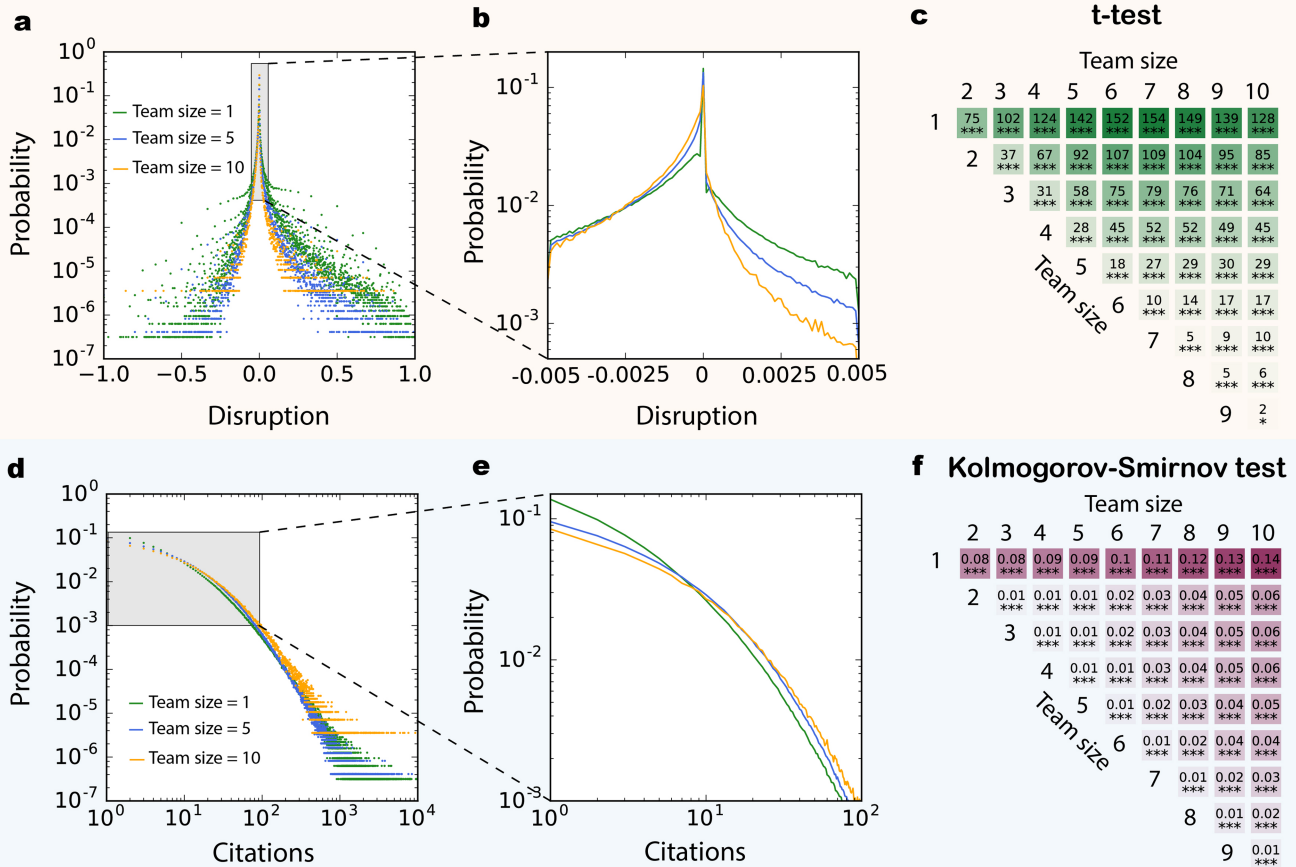 a
10^0
10^-1
10^-2
10^-3
10^-4
10^-5
10^-6
10^-7
Probability
Team size = 1
Team size = 5
Team size = 10
−1.0 −0.5 0.0 0.5 1.0
Disruption
b
10^-1
10^-2
10^-3
Probability
-0.005 -0.0025 0 0.0025 0.005
Disruption
c
t-test
Team size
2 3 4 5 6 7 8 9 10
1 75 102 124 142 152 154 149 139 128
*** *** *** *** *** *** *** *** ***
2 37 67 92 107 109 104 95 85
*** *** *** *** *** *** *** ***
3 31 58 75 79 76 71 64
*** *** *** *** *** *** ***
4 28 45 52 52 49 45
*** *** *** *** *** ***
5 18 27 29 30 29
*** *** *** *** ***
6 10 14 17 17
*** *** *** ***
7 5 9 10
*** *** ***
8 5 6
*** ***
9 2
*
Team size
d
10^0
10^-1
10^-2
10^-3
10^-4
10^-5
10^-6
10^-7
Probability
Team size = 1
Team size = 5
Team size = 10
10^0 10^1 10^2 10^3 10^4
Citations
e
10^-1
10^-2
10^-3
Probability
10^0 10^1 10^2
Citations
f
Kolmogorov-Smirnov test
Team size
2 3 4 5 6 7 8 9 10
1 0.08 0.08 0.09 0.09 0.1 0.11 0.12 0.13 0.14
*** *** *** *** *** *** *** *** ***
2 0.01 0.01 0.01 0.02 0.03 0.04 0.05 0.06
*** *** *** *** *** *** *** ***
3 0.01 0.01 0.02 0.03 0.04 0.05 0.06
*** *** *** *** *** *** ***
4 0.01 0.01 0.03 0.04 0.05 0.06
*** *** *** *** *** ***
5 0.01 0.02 0.03 0.04 0.05
*** *** *** *** ***
6 0.01 0.02 0.04 0.04
*** *** *** ***
7 0.01 0.02 0.03
*** *** ***
8 0.01 0.02
*** ***
9 0.01
***
Team size